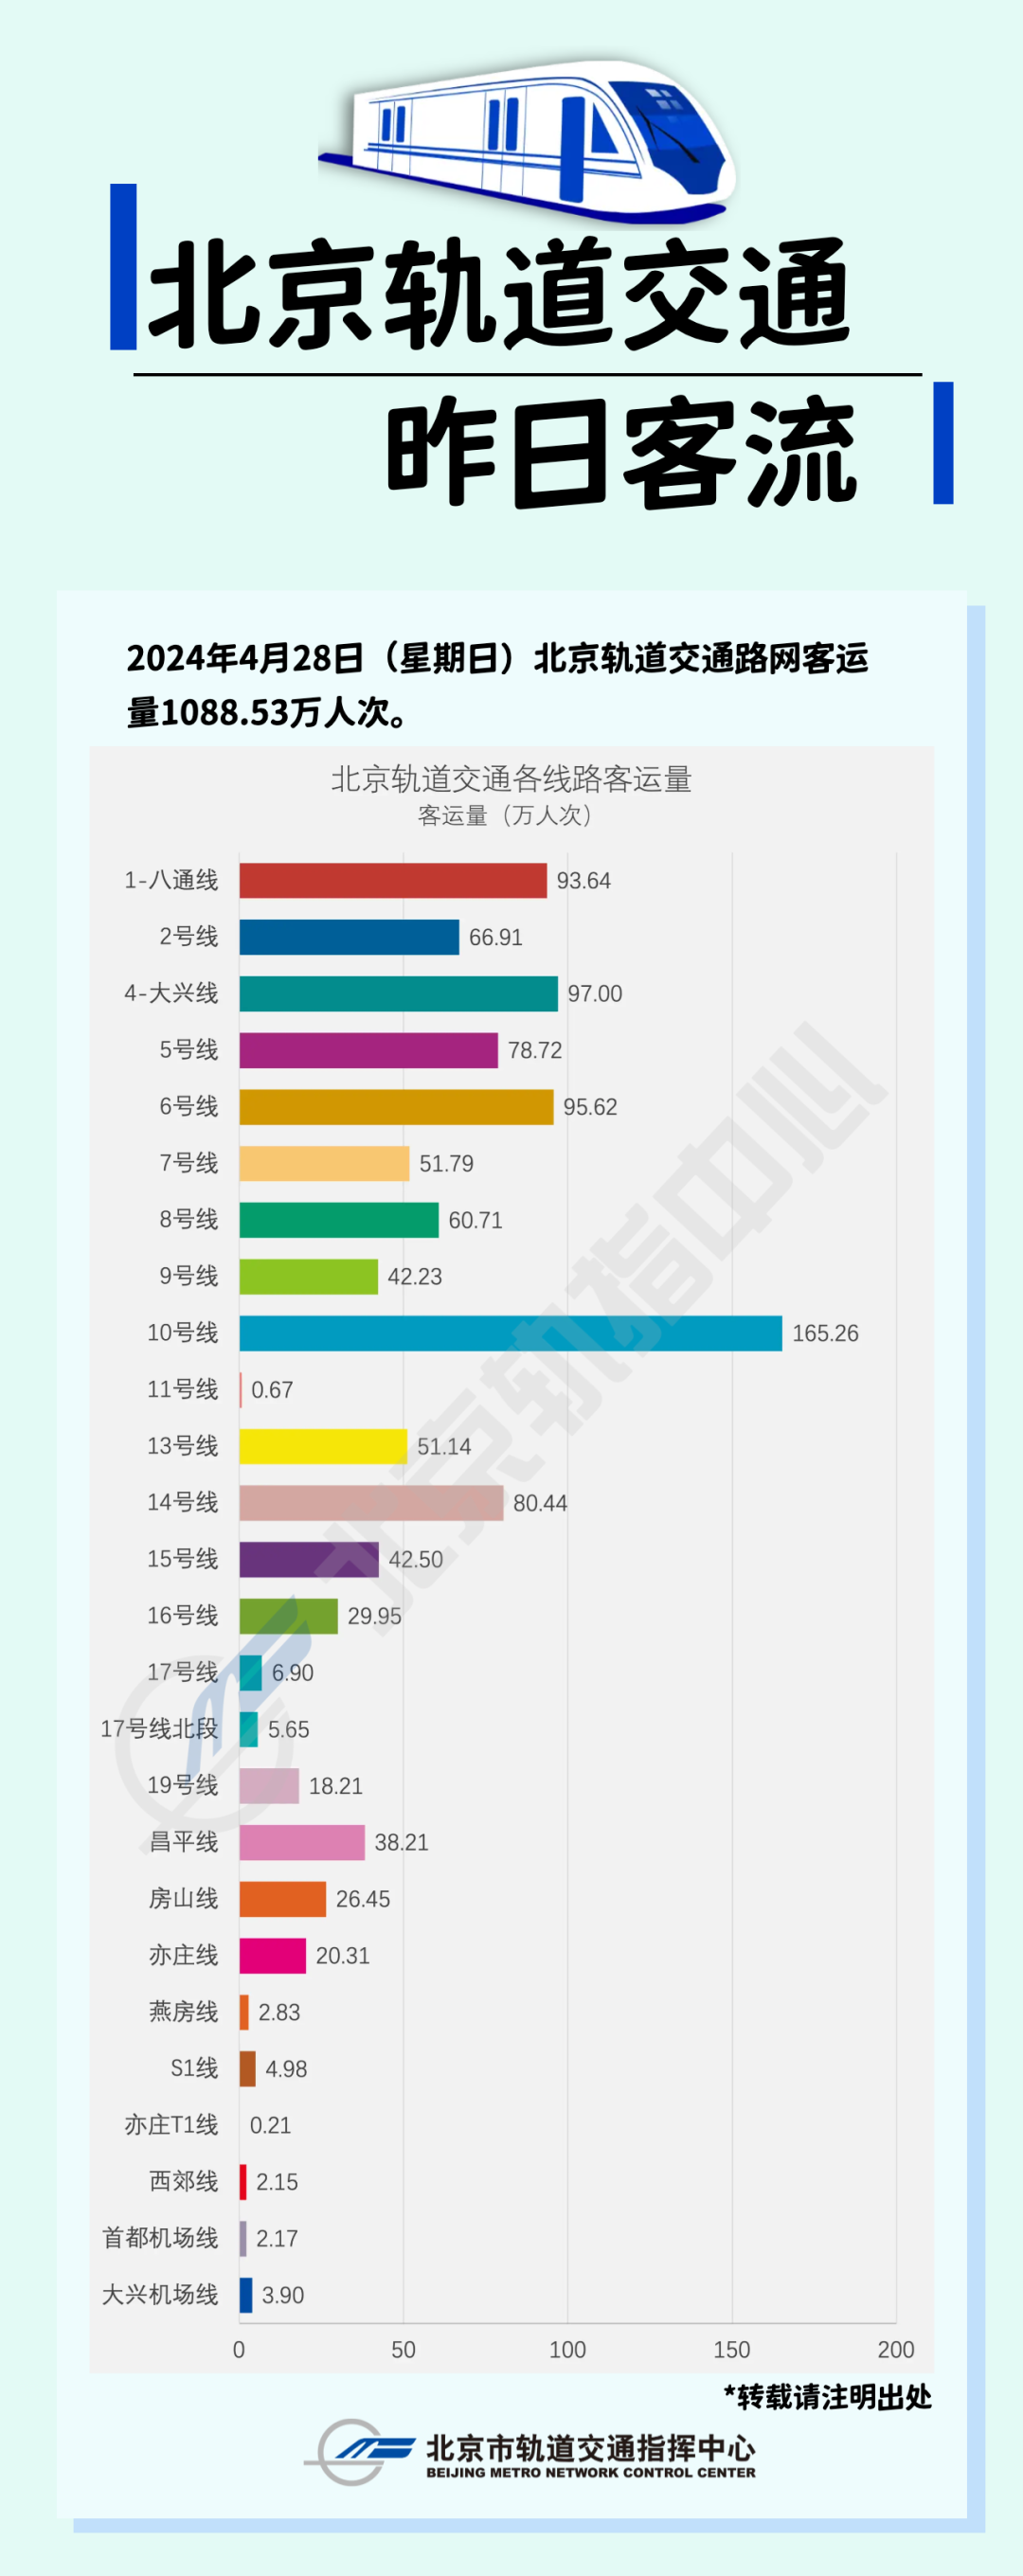 北京轨道交通
昨日客流
2024年4月28日（星期日）北京轨道交通路网客运
量1088.53万人次。
北京轨道交通各线路客运量
客运量（万人次）
1-八通线 93.64
2号线 66.91
4-大兴线 97.00
5号线 78.72
6号线 95.62
7号线 51.79
8号线 60.71
9号线 42.23
10号线 165.26
11号线 0.67
13号线 51.14
14号线 80.44
15号线 42.50
16号线 29.95
17号线 6.90
17号线北段 5.65
19号线 18.21
昌平线 38.21
房山线 26.45
亦庄线 20.31
燕房线 2.83
S1线 4.98
亦庄T1线 0.21
西郊线 2.15
首都机场线 2.17
大兴机场线 3.90
0 50 100 150 200
北京轨指中心
*转载请注明出处
北京市轨道交通指挥中心
BEIJING METRO NETWORK CONTROL CENTER